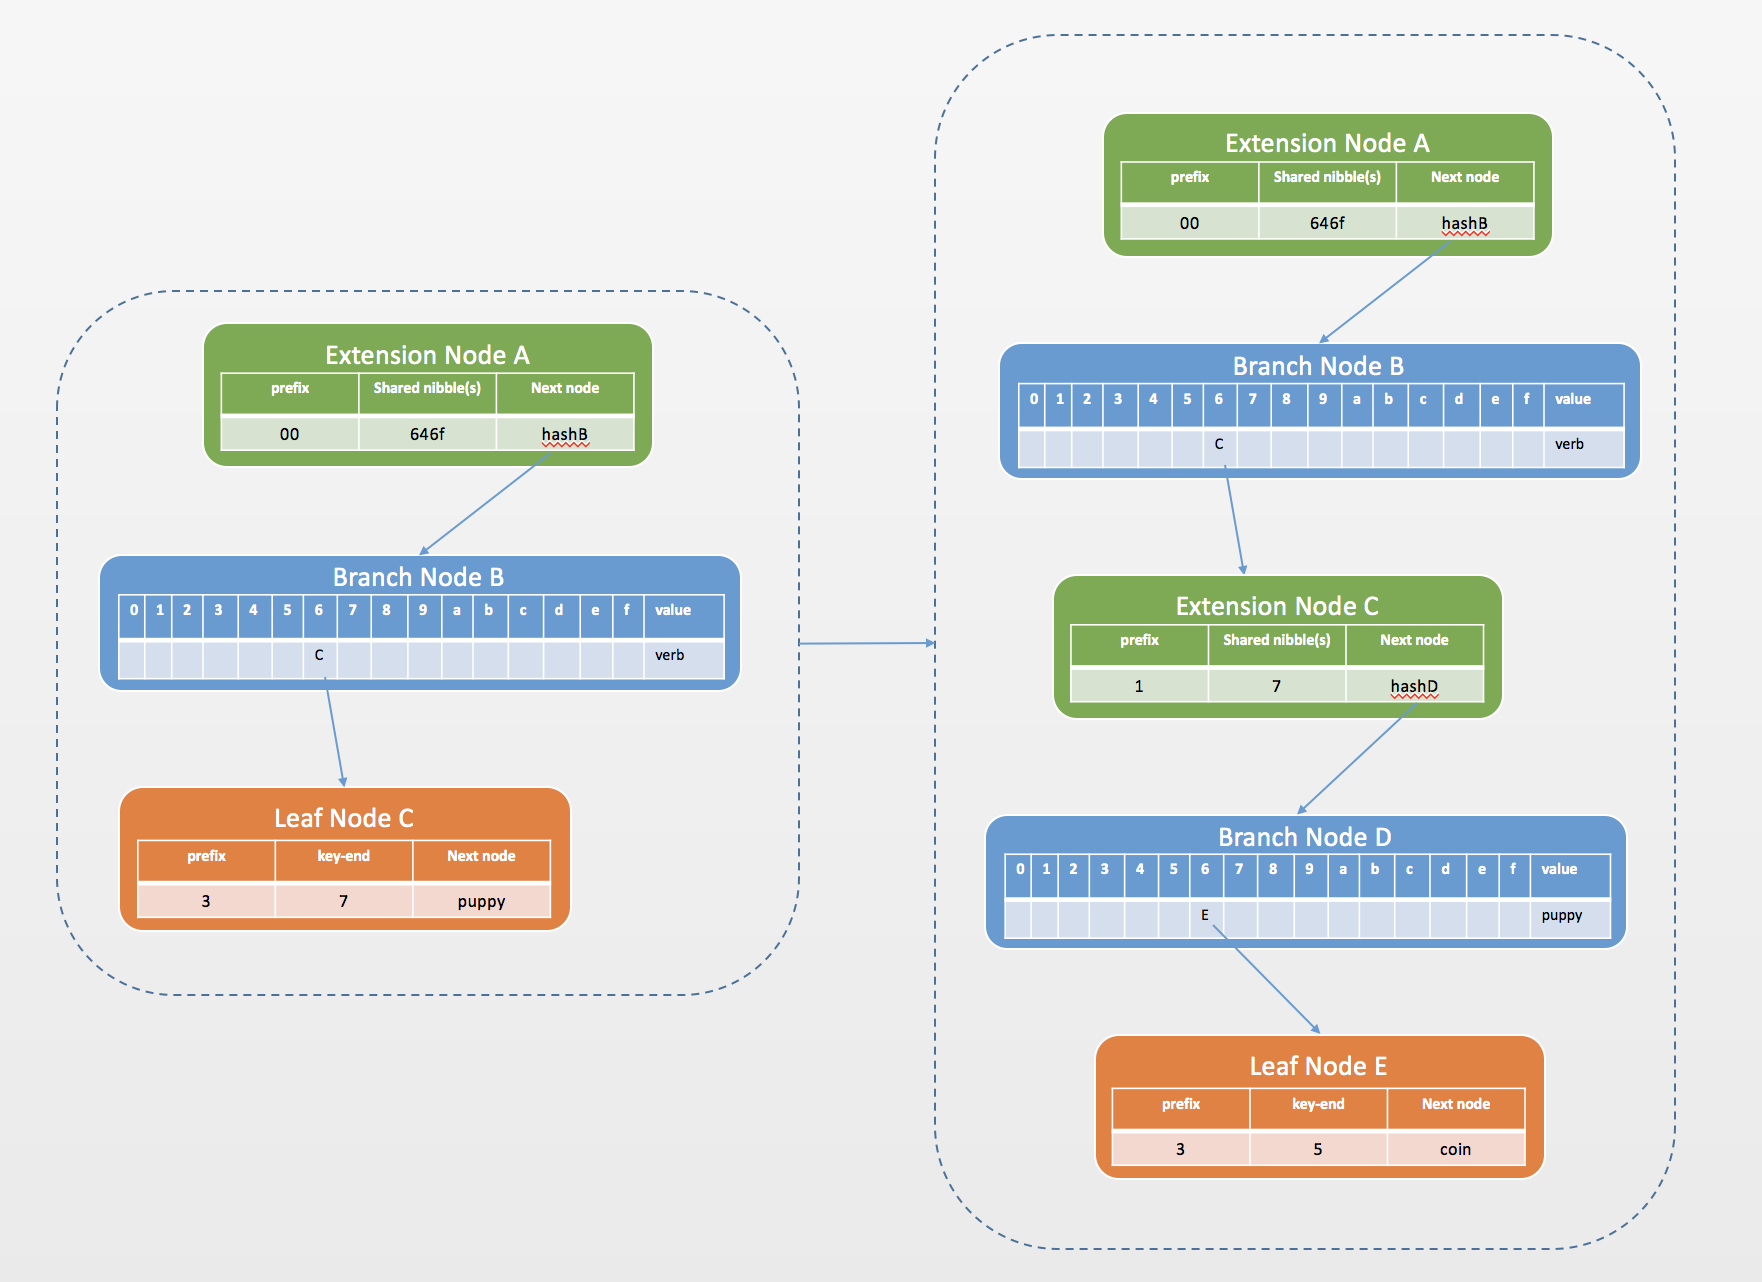 Extension Node A
prefix Shared nibble(s) Next node
00 646f hashB
Branch Node B
0 1 2 3 4 5 6 7 8 9 a b c d e f value
C verb
Leaf Node C
prefix key-end Next node
3 7 puppy
Extension Node A
prefix Shared nibble(s) Next node
00 646f hashB
Branch Node B
0 1 2 3 4 5 6 7 8 9 a b c d e f value
C verb
Extension Node C
prefix Shared nibble(s) Next node
1 7 hashD
Branch Node D
0 1 2 3 4 5 6 7 8 9 a b c d e f value
E puppy
Leaf Node E
prefix key-end Next node
3 5 coin